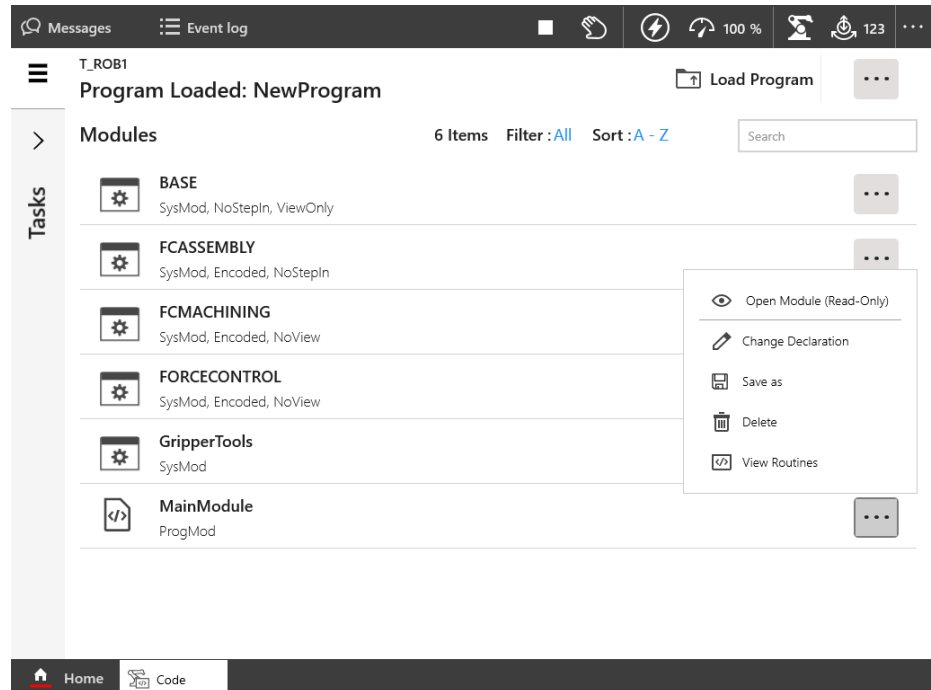 Messages Event log 100 % 123 ...
T_ROB1
Program Loaded: NewProgram Load Program ...
Modules 6 Items Filter : All Sort : A - Z Search
Tasks
BASE ...
SysMod, NoStepIn, ViewOnly
FCASSEMBLY ...
SysMod, Encoded, NoStepIn
FCMACHINING
SysMod, Encoded, NoView
FORCECONTROL
SysMod, Encoded, NoView
GripperTools
SysMod
MainModule ...
ProgMod
Open Module (Read-Only)
Change Declaration
Save as
Delete
View Routines
Home Code